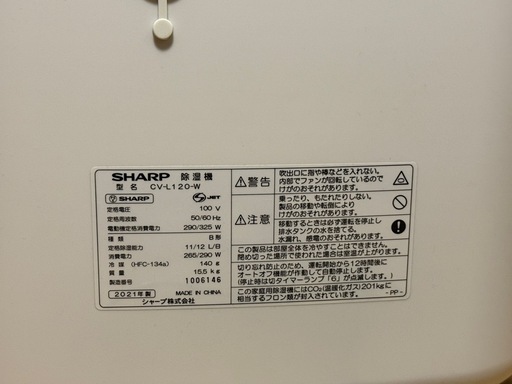 SHARP 除湿機
型 名 CV-L120-W
SHARP JET
定格電圧 100 V
定格周波数 50/60 Hz
電動機定格消費電力 290/325 W
種 類 B形
定格除湿能力 11/12 L/日
消費電力 265/290 W
冷 媒 (HFC-134a) 140 g
質 量 15.5 kg
製造番号 1006146
2021年製 MADE IN CHINA
シャープ株式会社
警告
吹出口に指や棒などを入れない。
内部でファンが回転しているので
けがのおそれがあります。
注意
乗ったり、もたれたりしない。
製品の移動や転倒により
けがのおそれがあります。
移動するときは必ず運転を停止し
排水タンクの水を捨てる。
水漏れ、感電のおそれがあります。
この製品は部屋全体を冷やすことはできません。
閉め切った場所で使われた場合は室温が上がります。
切り忘れ防止のため、運転開始から12時間後に
オートオフ機能が作動して自動停止します。
(停止時は切タイマーランプ「6」が点滅します。)
この家庭用除湿機にはCO₂(温暖化ガス)201kgに
相当するフロン類が封入されています。
-PP-